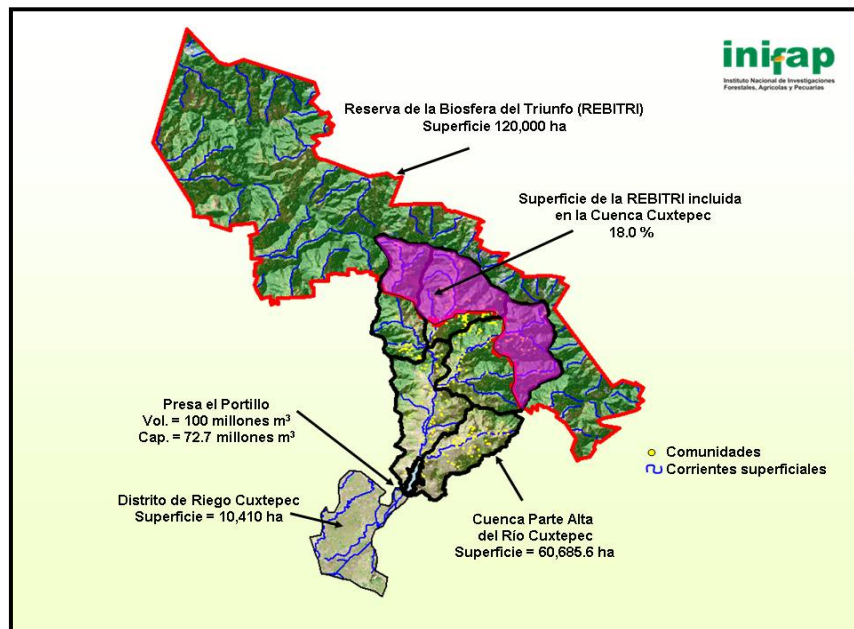 inifap
Instituto Nacional de Investigaciones
Forestales, Agrícolas y Pecuarias
Reserva de la Biosfera del Triunfo (REBITRI)
Superficie 120,000 ha
Superficie de la REBITRI incluida
en la Cuenca Cuxtepec
18.0 %
Presa el Portillo
Vol. = 100 millones m³
Cap. = 72.7 millones m³
Comunidades
Corrientes superficiales
Distrito de Riego Cuxtepec
Superficie = 10,410 ha
Cuenca Parte Alta
del Río Cuxtepec
Superficie = 60,685.6 ha